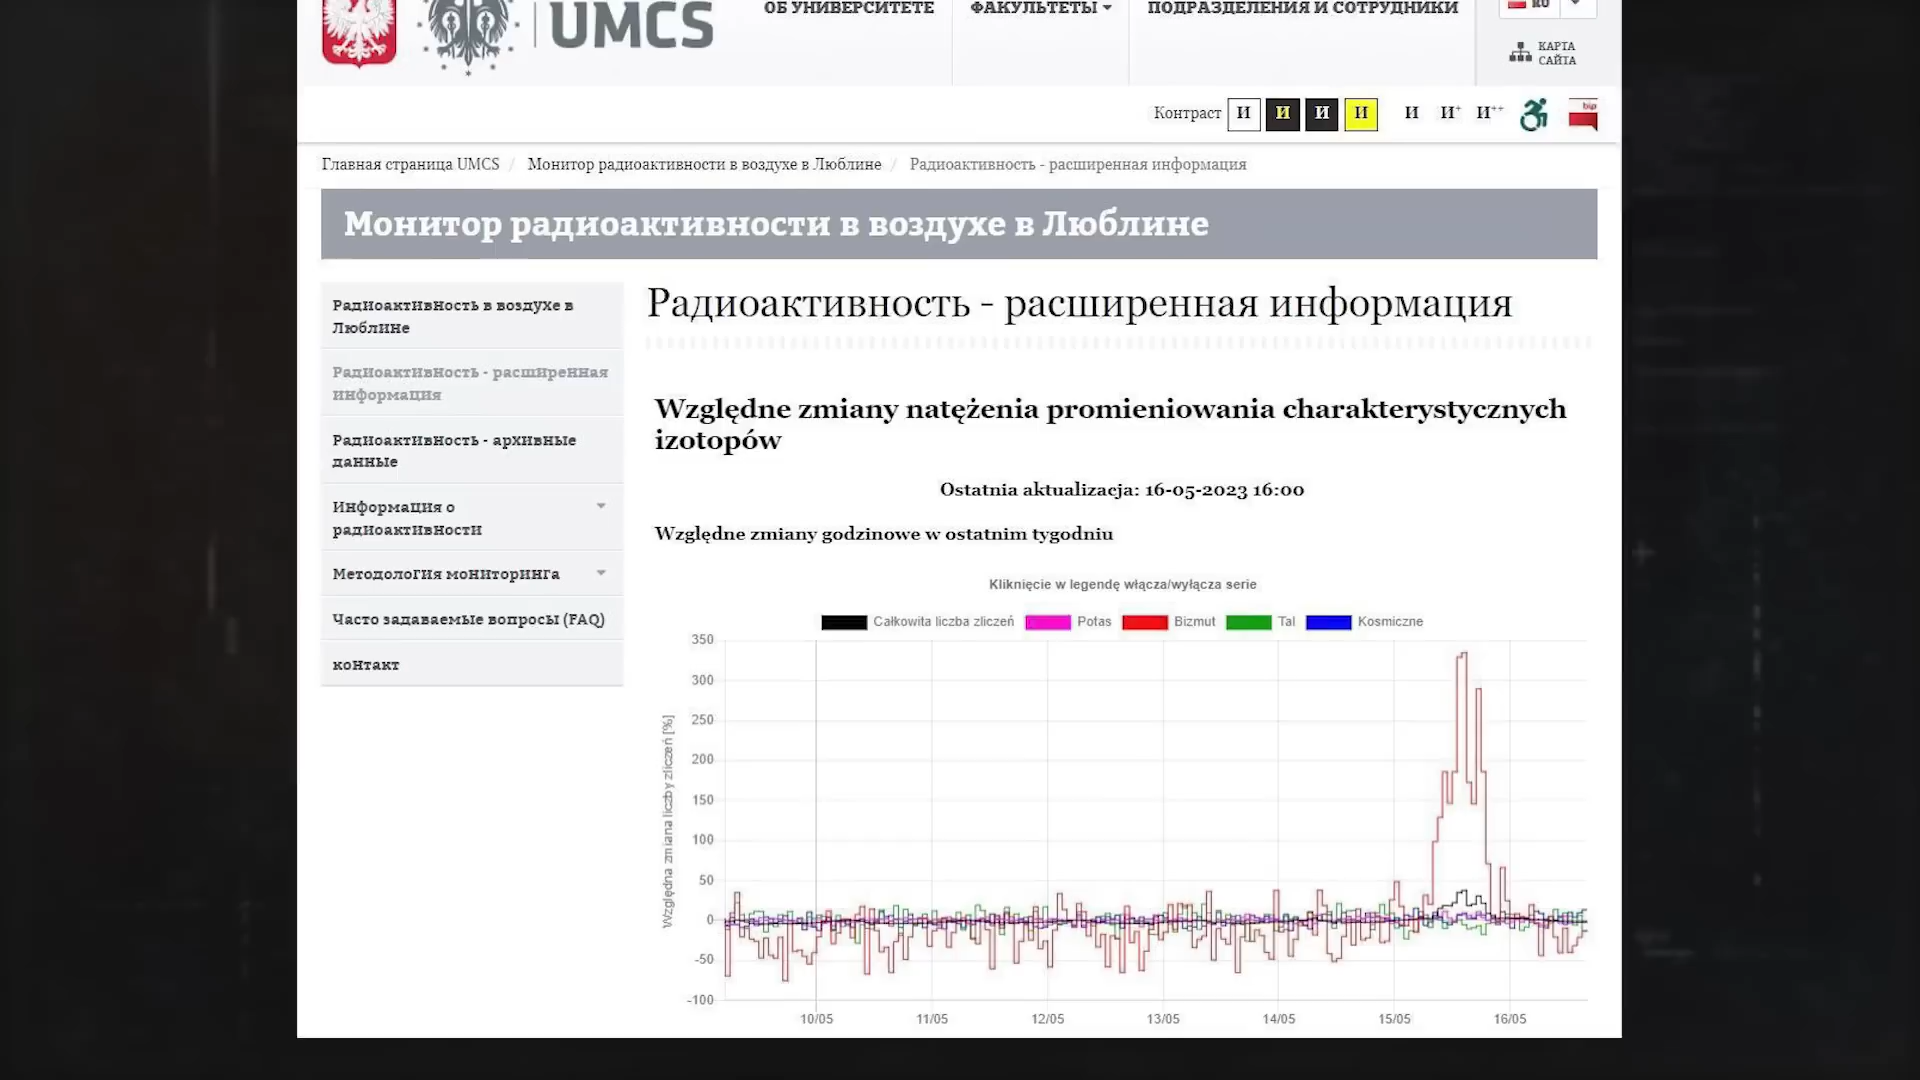 UMCS
ОБ УНИВЕРСИТЕТЕ
ФАКУЛЬТЕТЫ
ПОДРАЗДЕЛЕНИЯ И СОТРУДНИКИ
RU
КАРТА
САЙТА
Контраст И И И И И И+ И++
bip
Главная страница UMCS / Монитор радиоактивности в воздухе в Люблине / Радиоактивность - расширенная информация
Монитор радиоактивности в воздухе в Люблине
Радиоактивность в воздухе в
Люблине
Радиоактивность - расширенная
информация
Радиоактивность - архивные
данные
Информация о
радиоактивности
Методология мониторинга
Часто задаваемые вопросы (FAQ)
контакт
Радиоактивность - расширенная информация
Względne zmiany natężenia promieniowania charakterystycznych
izotopów
Ostatnia aktualizacja: 16-05-2023 16:00
Względne zmiany godzinowe w ostatnim tygodniu
Kliknięcie w legendę włącza/wyłącza serie
Całkowita liczba zliczeń Potas Bizmut Tal Kosmiczne
Względna zmiana liczby zliczeń [%]
350
300
250
200
150
100
50
0
-50
-100
10/05 11/05 12/05 13/05 14/05 15/05 16/05